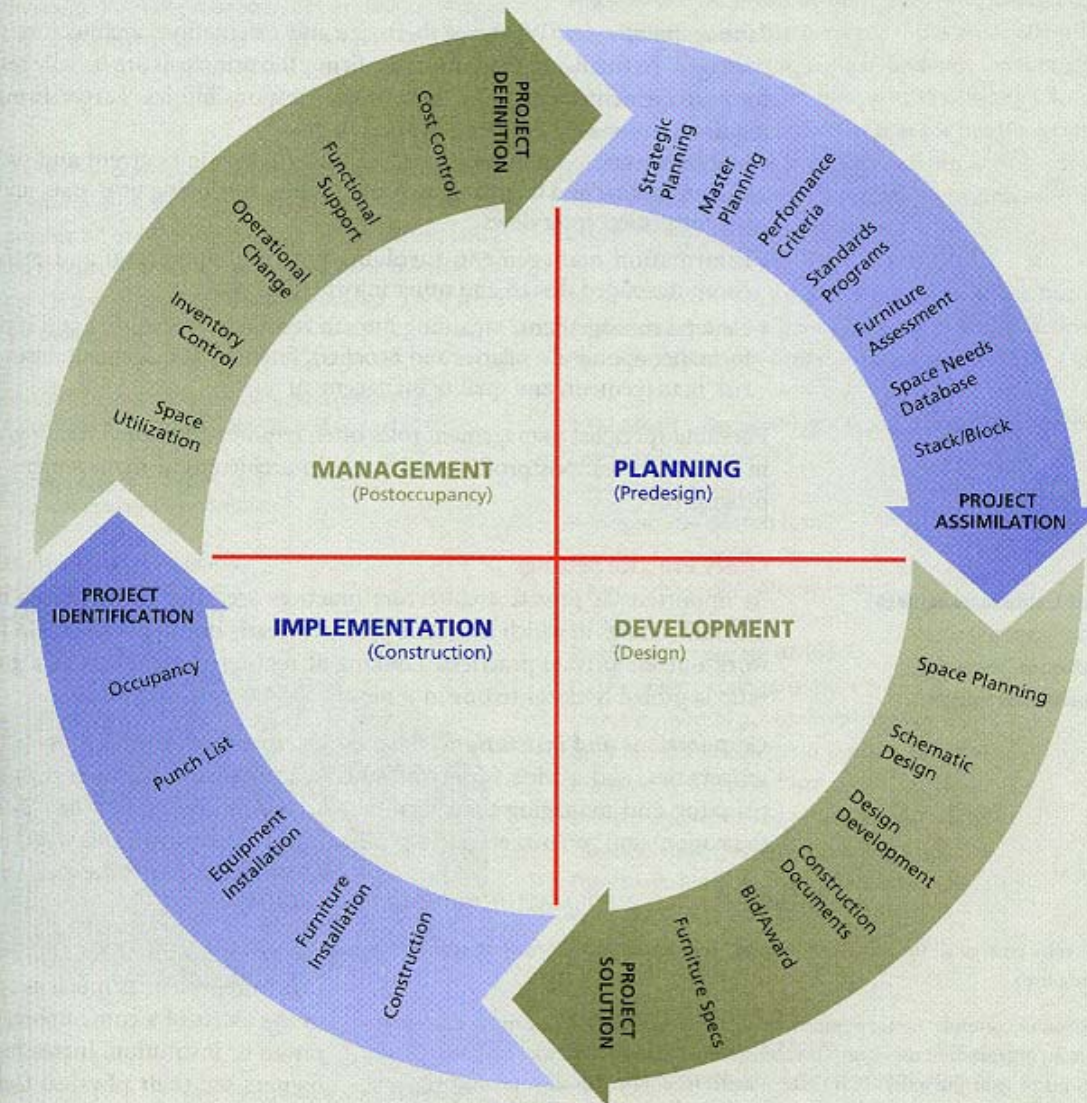 PROJECT
DEFINITION
Cost Control
Functional
Support
Operational
Change
Inventory
Control
Space
Utilization
MANAGEMENT
(Postoccupancy)
Strategic
Planning
Master
Planning
Performance
Criteria
Standards
Programs
Furniture
Assessment
Space Needs
Database
Stack/Block
PROJECT
ASSIMILATION
PLANNING
(Predesign)
DEVELOPMENT
(Design)
Space Planning
Schematic
Design
Design
Development
Construction
Documents
Bid/Award
Furniture Specs
PROJECT
SOLUTION
IMPLEMENTATION
(Construction)
Construction
Furniture
Installation
Equipment
Installation
Punch List
Occupancy
PROJECT
IDENTIFICATION